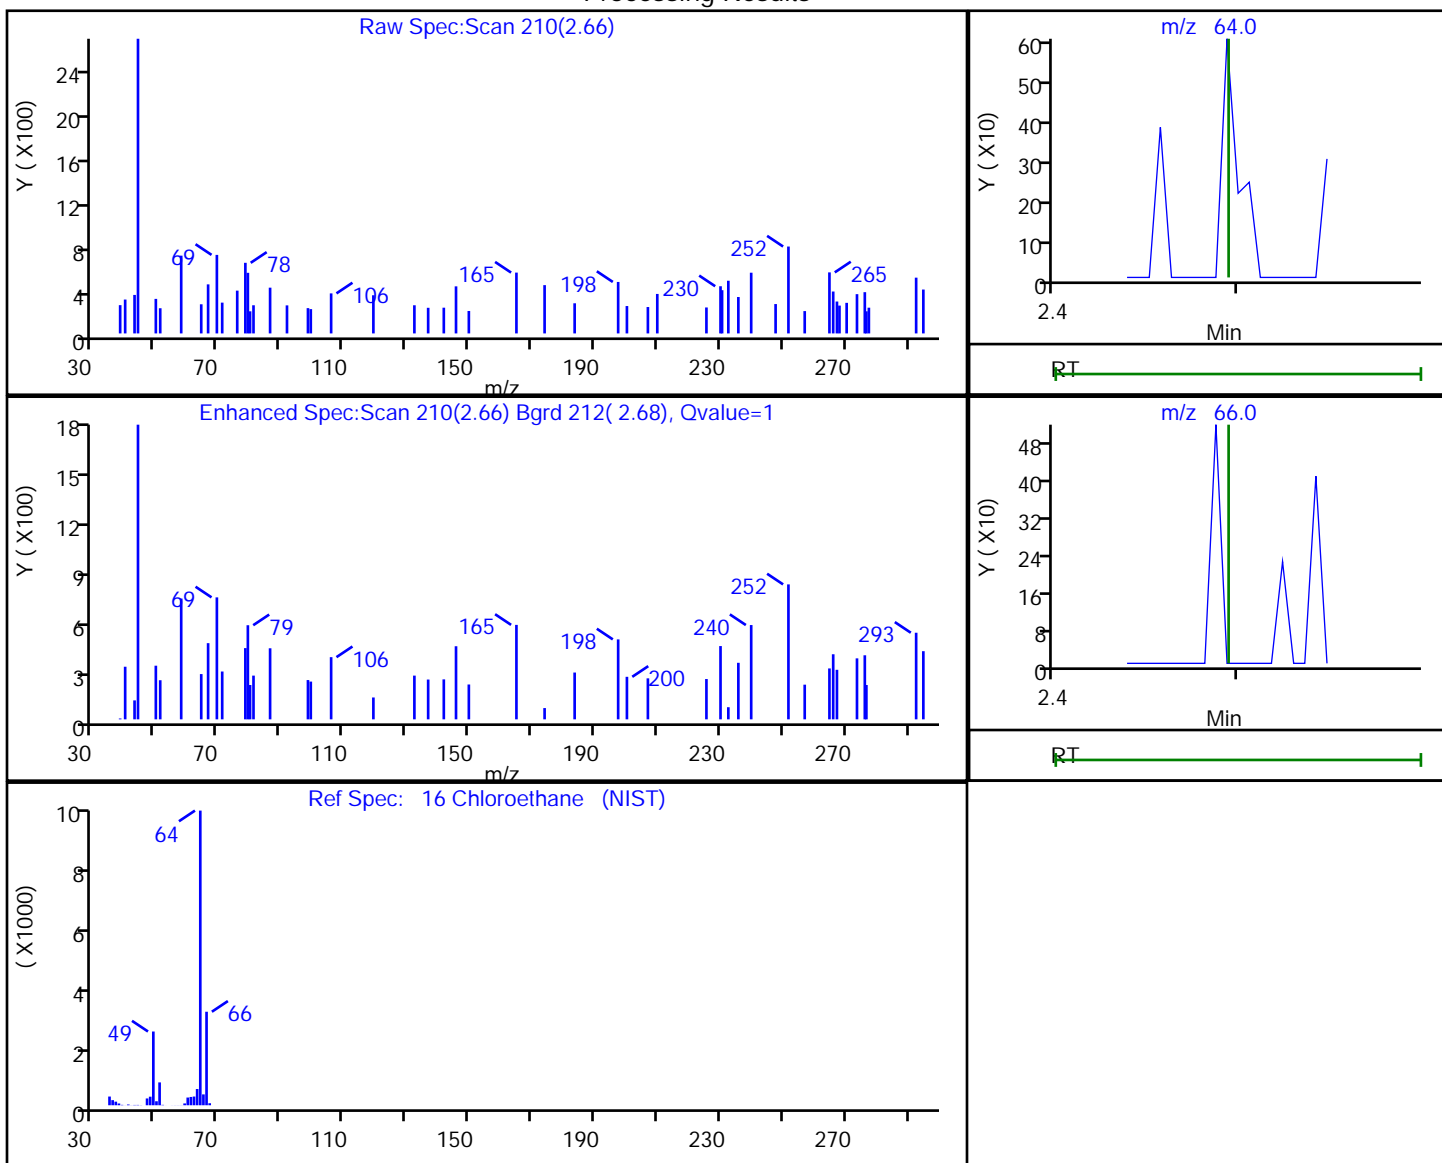 Processing Results
Raw Spec:Scan 210(2.66)
Y ( X100)
24
20
16
12
8
4
0
69
78
106
165
198
230
252
265
30 70 110 150 190 230 270
m/z
m/z 64.0
Y ( X10)
60
50
40
30
20
10
0
2.4
Min
RT
Enhanced Spec:Scan 210(2.66) Bgrd 212( 2.68), Qvalue=1
Y ( X100)
18
15
12
9
6
3
0
69
79
106
165
198
200
240
252
293
30 70 110 150 190 230 270
m/z
m/z 66.0
Y ( X10)
48
40
32
24
16
8
0
2.4
Min
RT
Ref Spec: 16 Chloroethane (NIST)
( X1000)
10
8
6
4
2
0
49
64
66
30 70 110 150 190 230 270